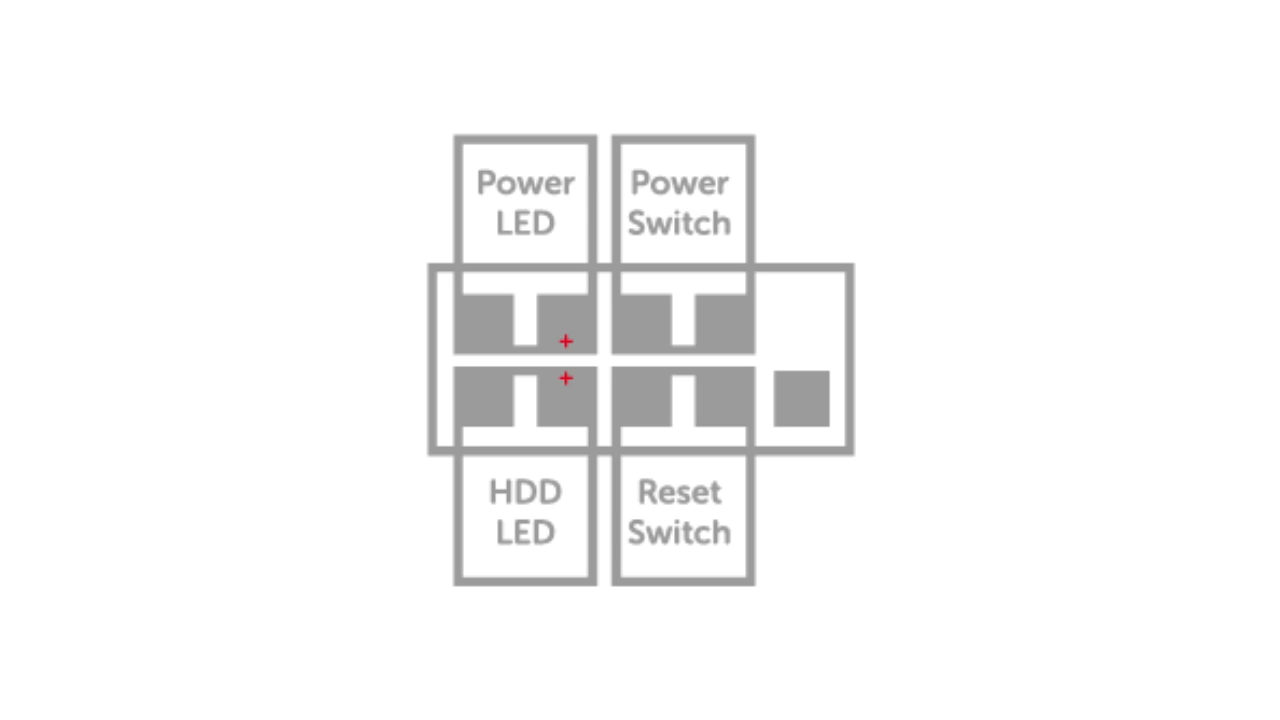 Power
LED
Power
Switch
+
+
HDD
LED
Reset
Switch